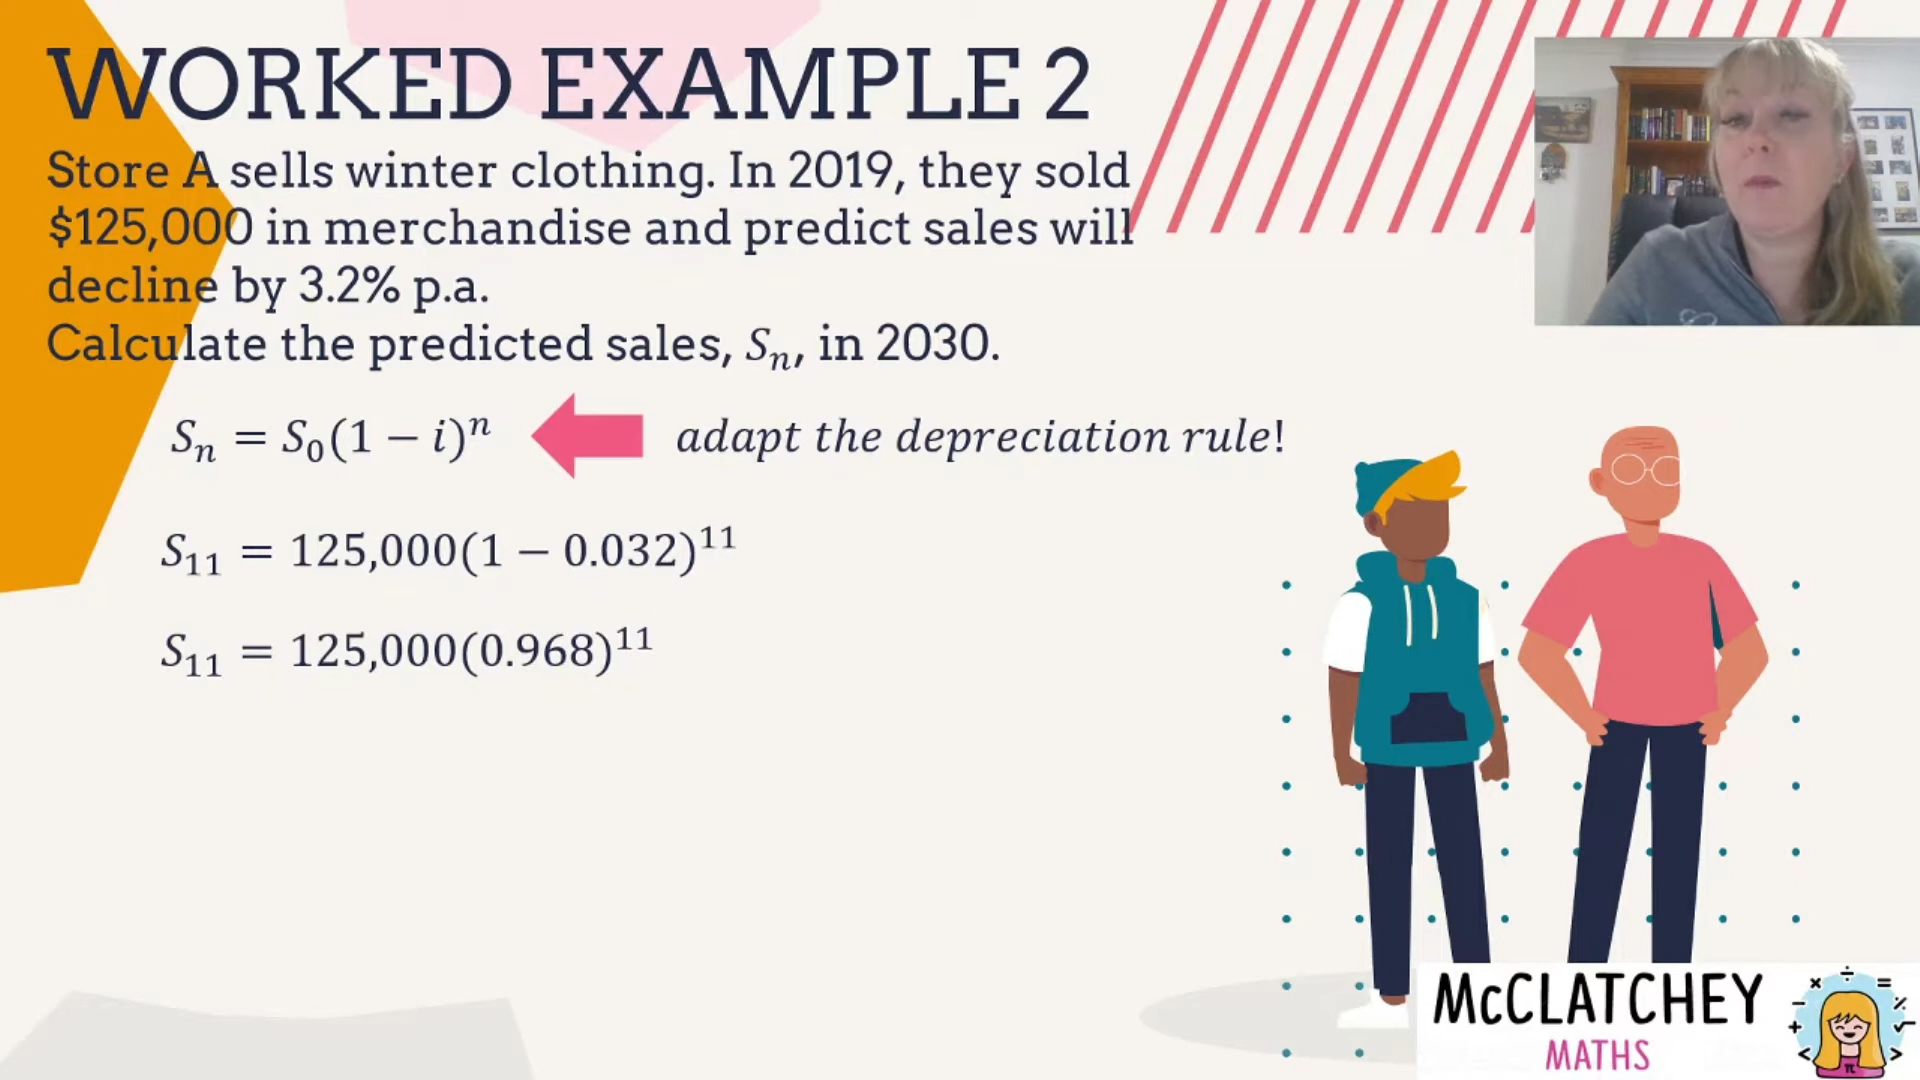 WORKED EXAMPLE 2
Store A sells winter clothing. In 2019, they sold
$125,000 in merchandise and predict sales will
decline by 3.2% p.a.
Calculate the predicted sales, Sₙ, in 2030.
Sₙ = S₀(1 − i)ⁿ
adapt the depreciation rule!
S₁₁ = 125,000(1 − 0.032)¹¹
S₁₁ = 125,000(0.968)¹¹
McCLATCHEY
MATHS